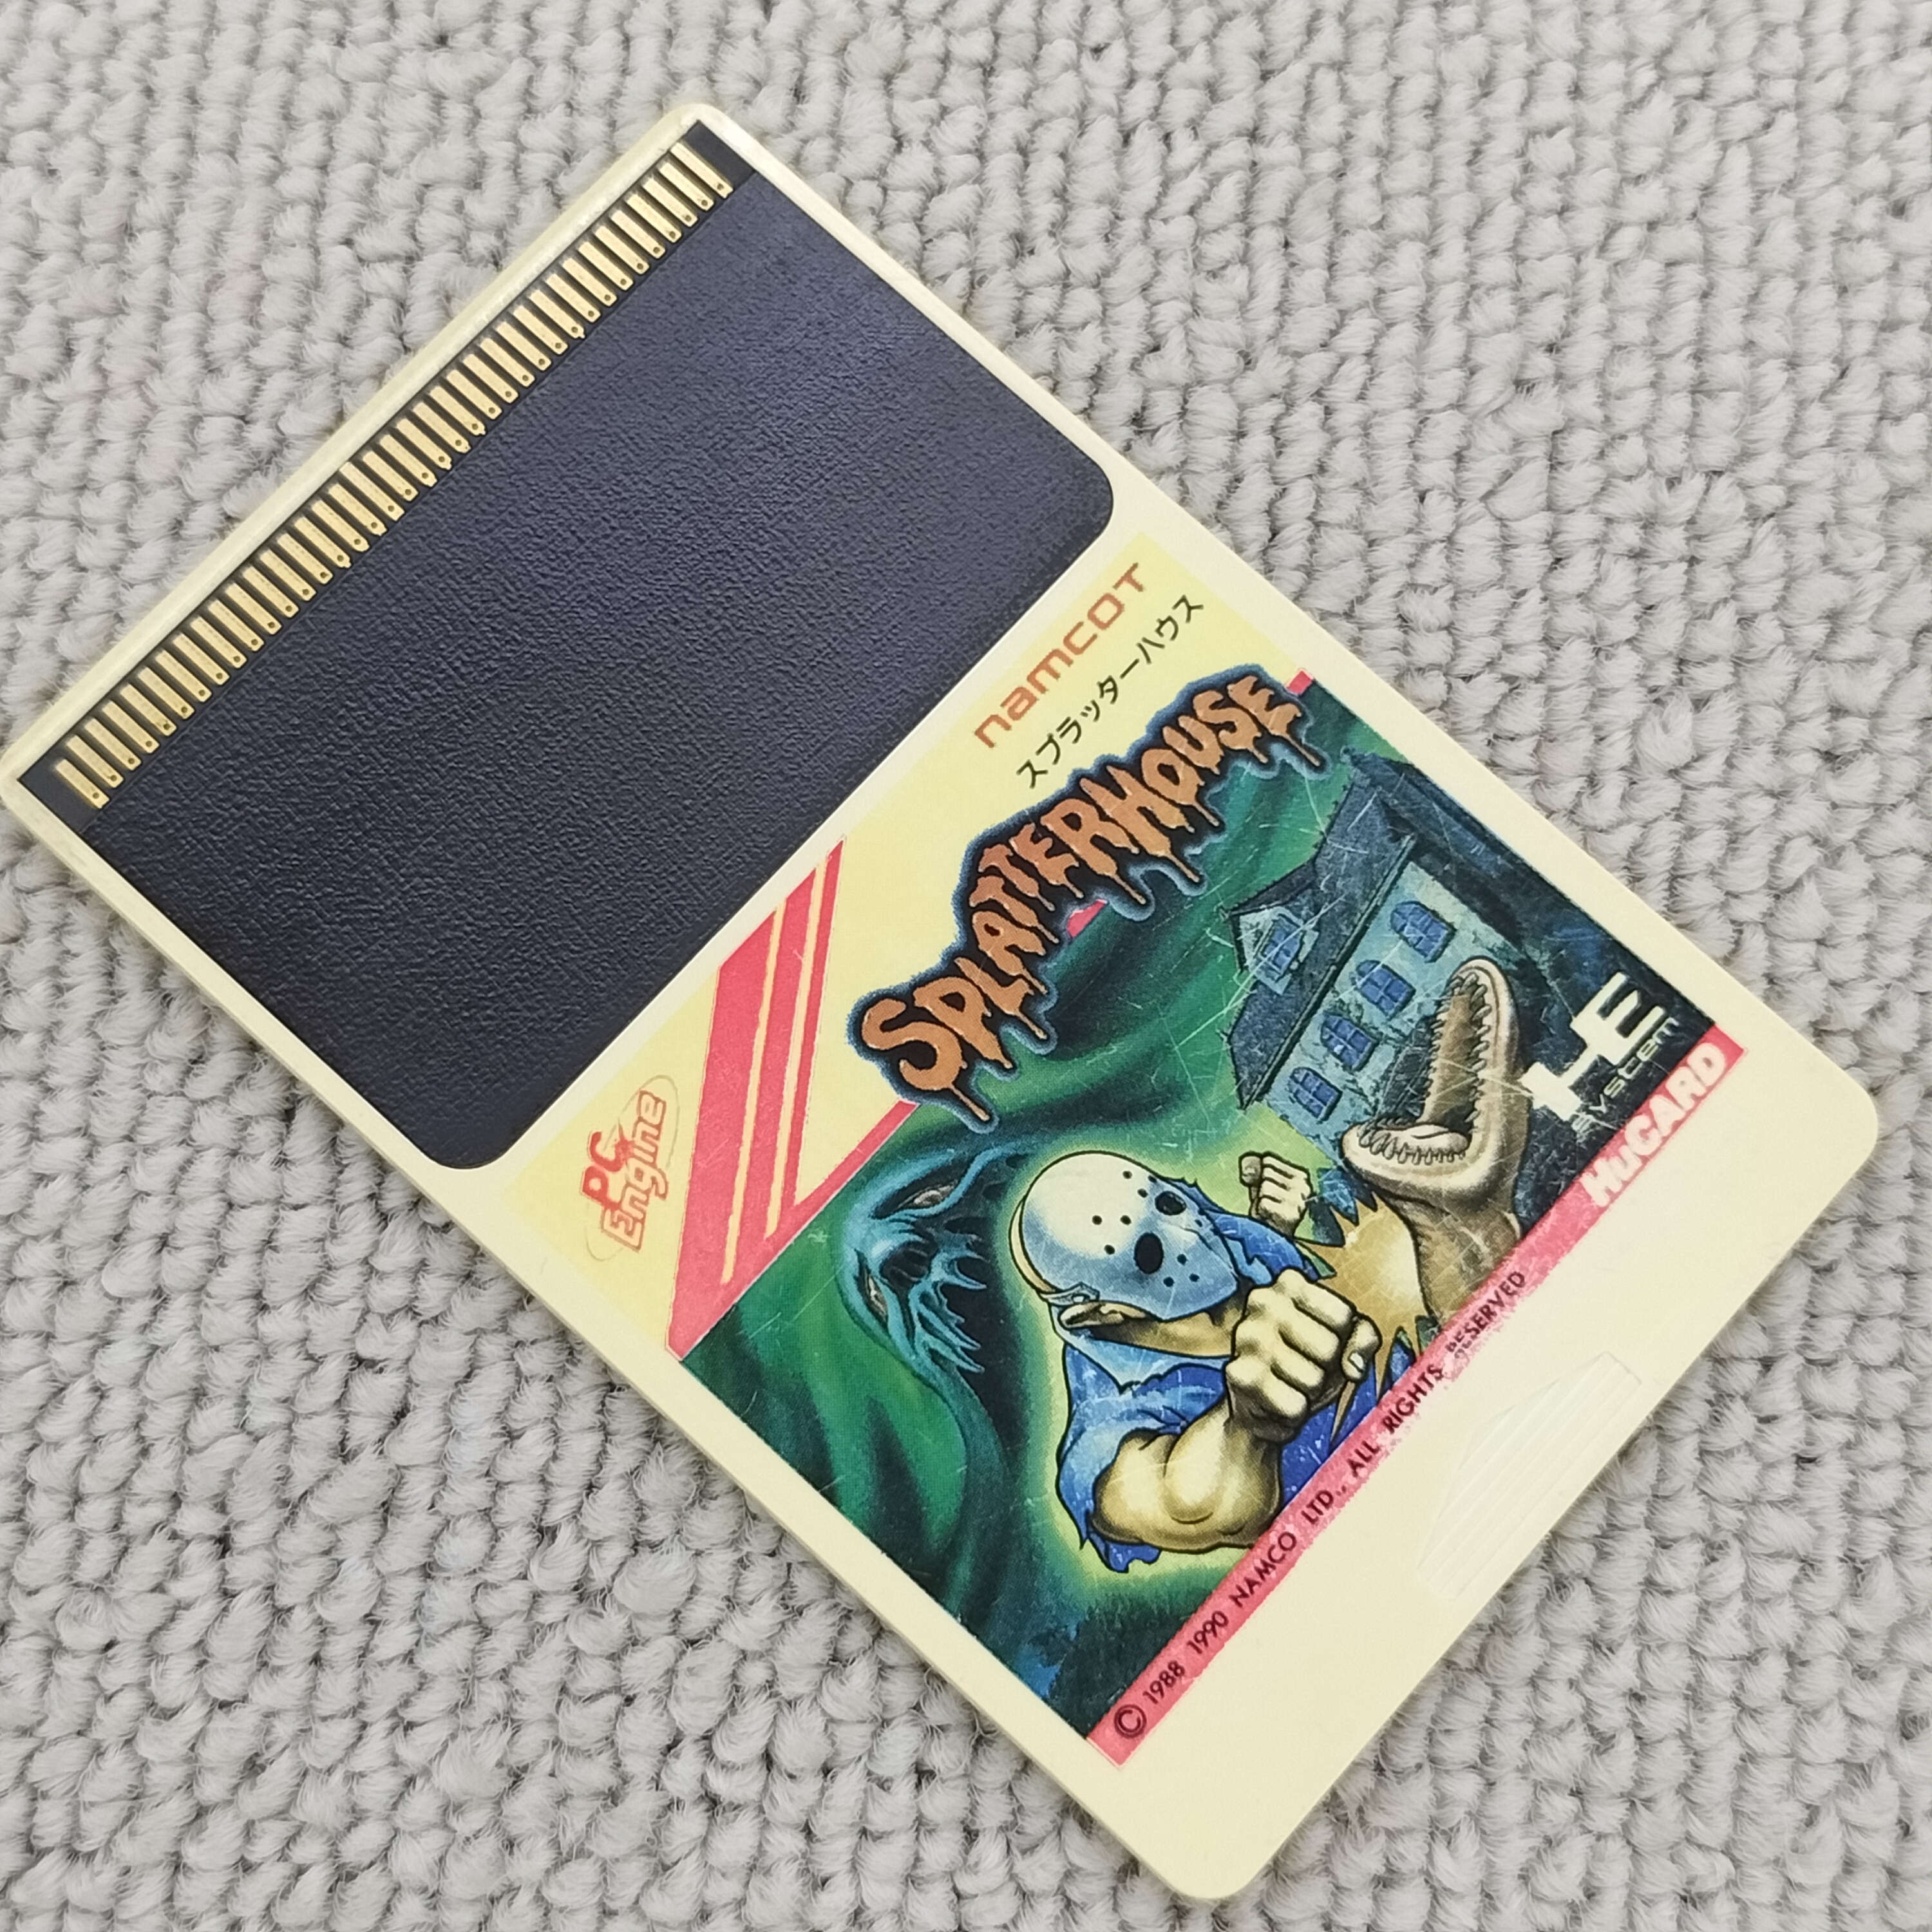 namcot
スプラッターハウス
SPLATTERHOUSE
PC Engine
HE SYSTEM
HuCARD
© 1988 1990 NAMCO LTD., ALL RIGHTS RESERVED